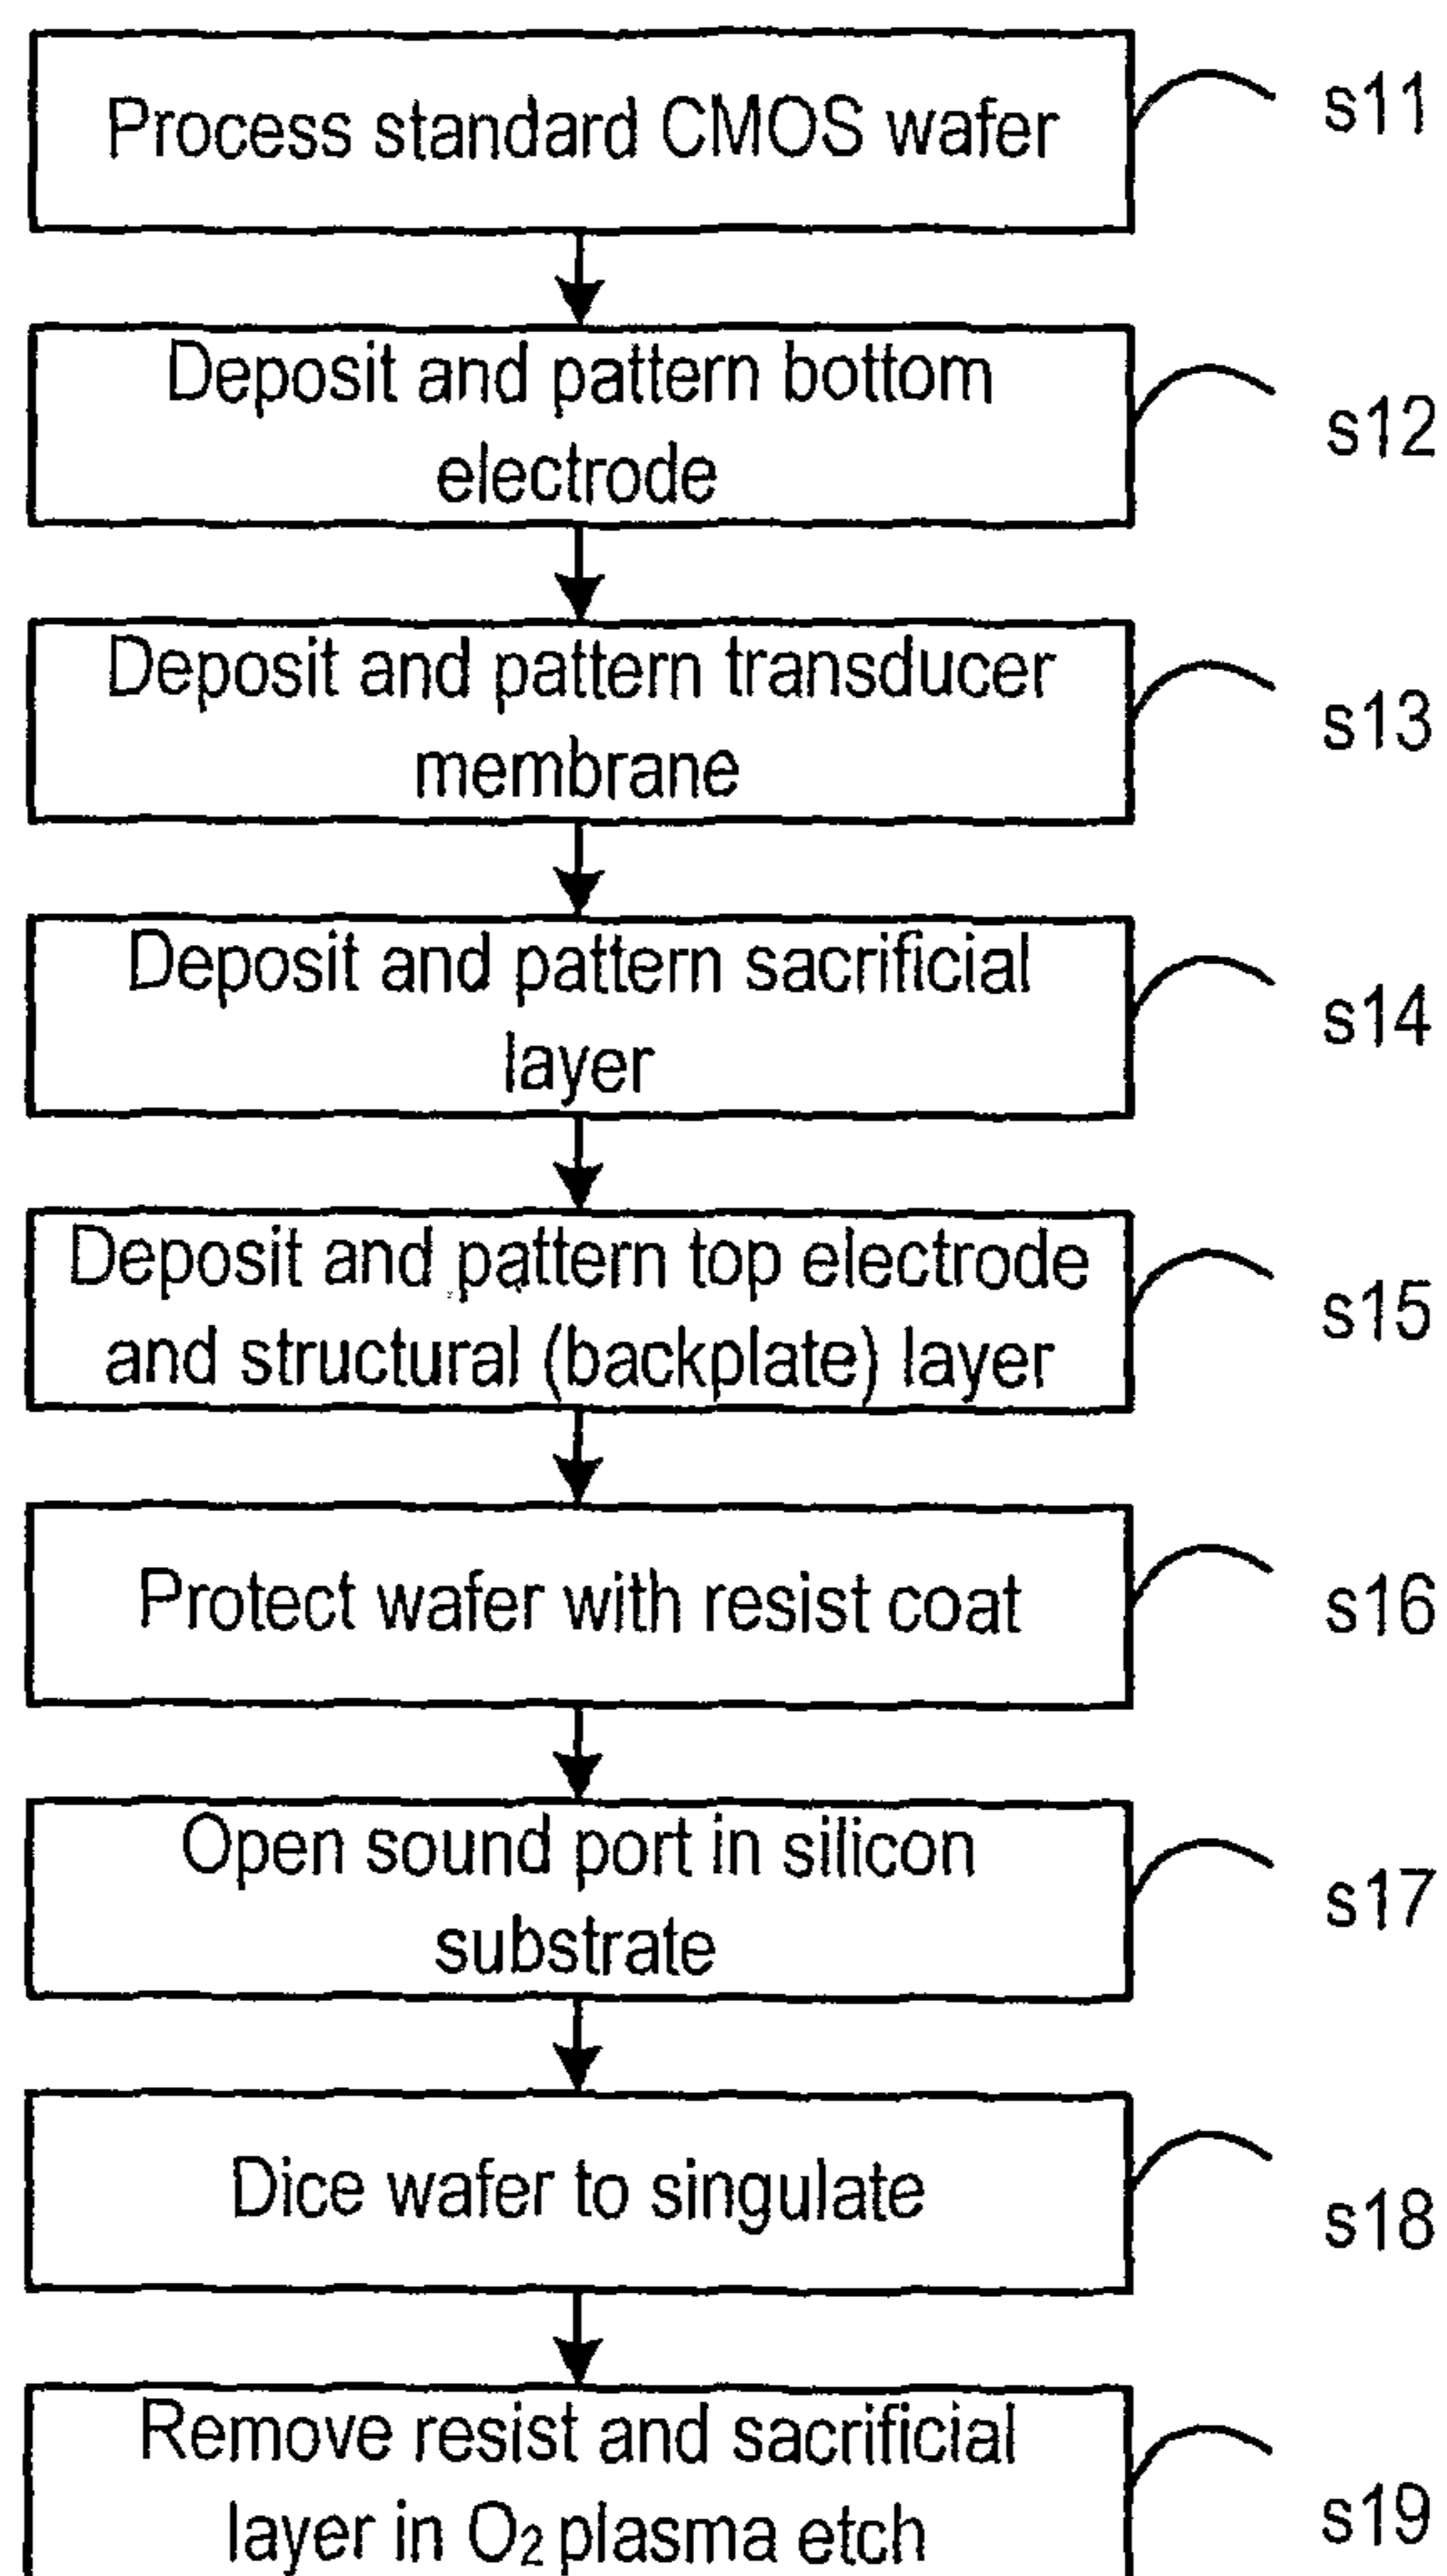 Process standard CMOS wafer
s11
Deposit and pattern bottom
electrode
s12
Deposit and pattern transducer
membrane
s13
Deposit and pattern sacrificial
layer
s14
Deposit and pattern top electrode
and structural (backplate) layer
s15
Protect wafer with resist coat
s16
Open sound port in silicon
substrate
s17
Dice wafer to singulate
s18
Remove resist and sacrificial
layer in O₂ plasma etch
s19